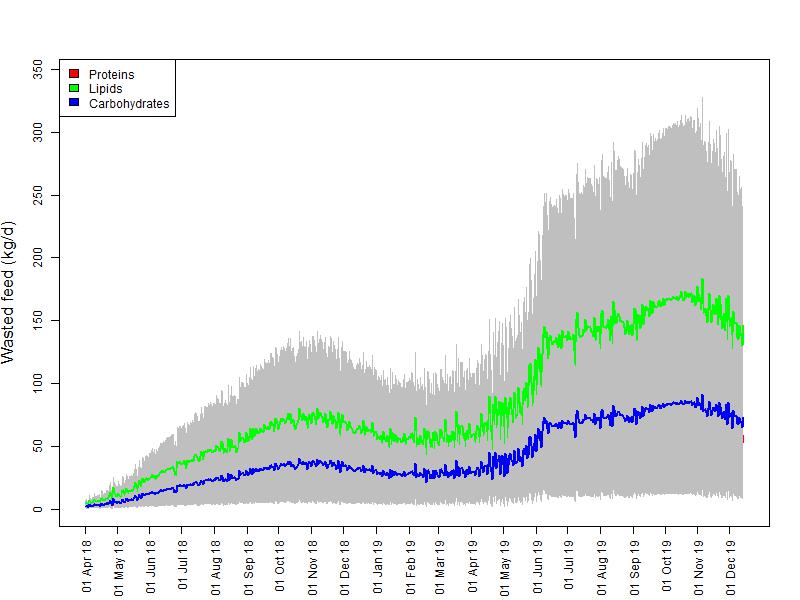 Proteins
Lipids
Carbohydrates
Wasted feed (kg/d)
350
300
250
200
150
100
50
0
01 Apr 18
01 May 18
01 Jun 18
01 Jul 18
01 Aug 18
01 Sep 18
01 Oct 18
01 Nov 18
01 Dec 18
01 Jan 19
01 Feb 19
01 Mar 19
01 Apr 19
01 May 19
01 Jun 19
01 Jul 19
01 Aug 19
01 Sep 19
01 Oct 19
01 Nov 19
01 Dec 19